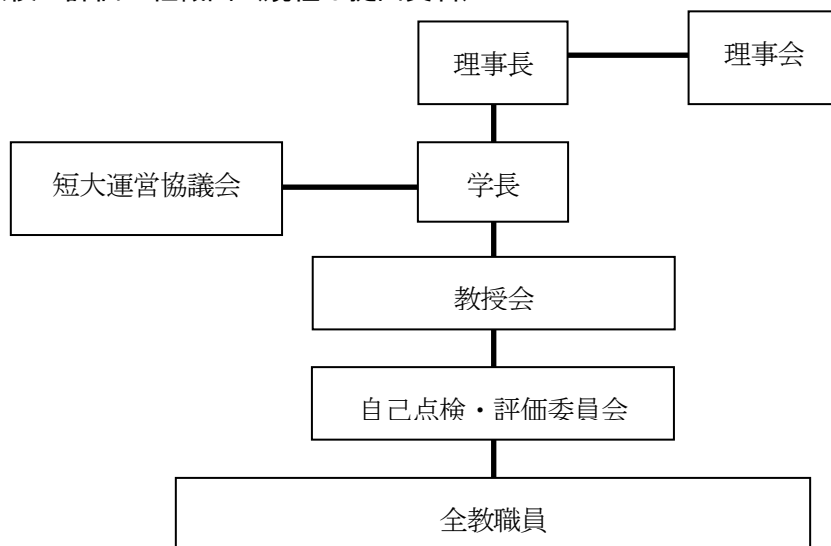 理事長
理事会
短大運営協議会
学長
教授会
自己点検・評価委員会
全教職員